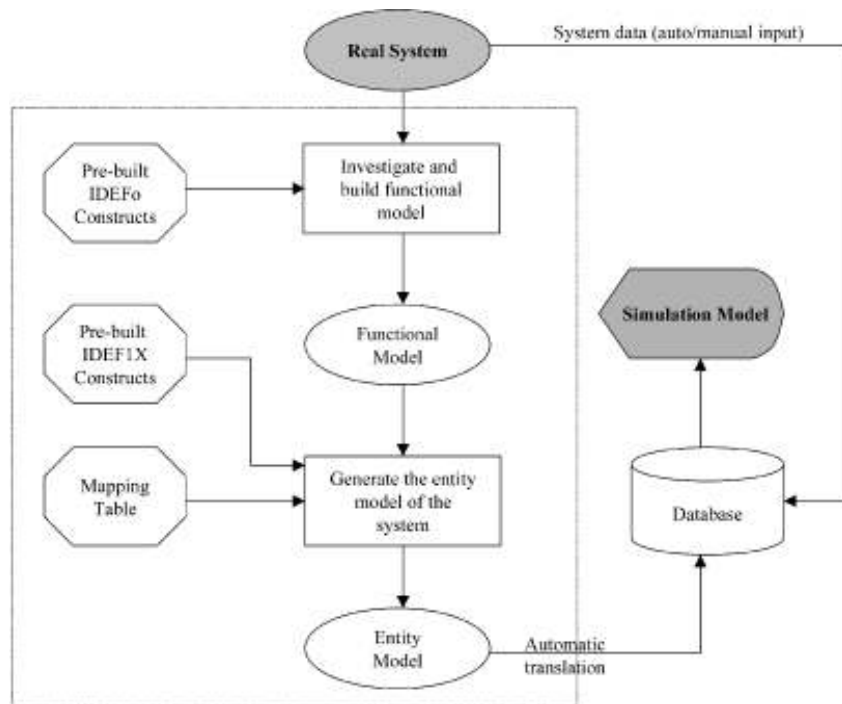 Real System
System data (auto/manual input)
Pre-built
IDEFo
Constructs
Investigate and
build functional
model
Pre-built
IDEF1X
Constructs
Functional
Model
Simulation Model
Mapping
Table
Generate the entity
model of the
system
Database
Entity
Model
Automatic
translation